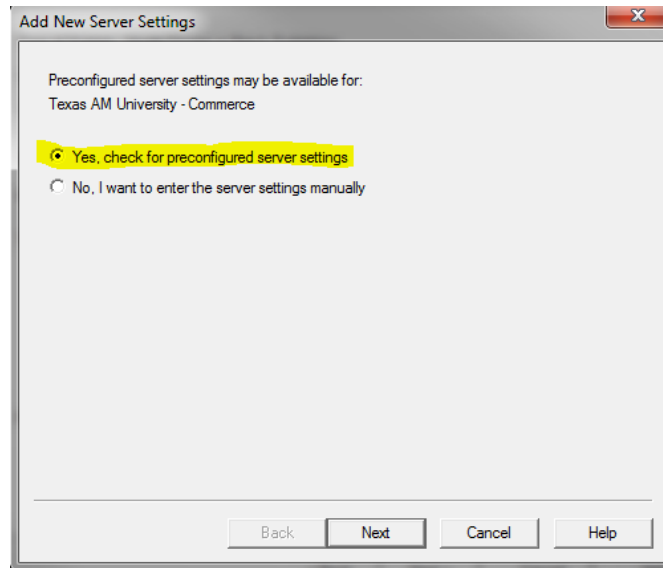 Add New Server Settings
Preconfigured server settings may be available for:
Texas AM University - Commerce
Yes, check for preconfigured server settings
No, I want to enter the server settings manually
Back Next Cancel Help